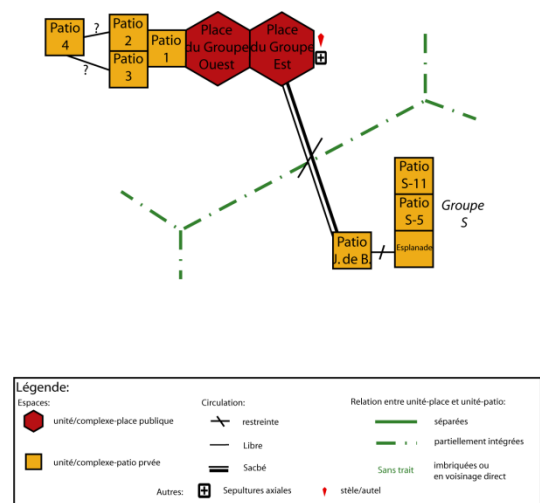 Patio
4
?
?
Patio
2
Patio
3
Patio
1
Place
du Groupe
Ouest
Place
du Groupe
Est
Patio
S-11
Patio
S-5
Esplanade
Groupe
S
Patio
J. de B.
Légende:
Espaces:
unité/complexe-place publique
unité/complexe-patio prvée
Circulation:
restreinte
Libre
Sacbé
Relation entre unité-place et unité-patio:
séparées
partiellement intégrées
Sans trait
imbriquées ou
en voisinage direct
Autres:
Sepultures axiales
stèle/autel